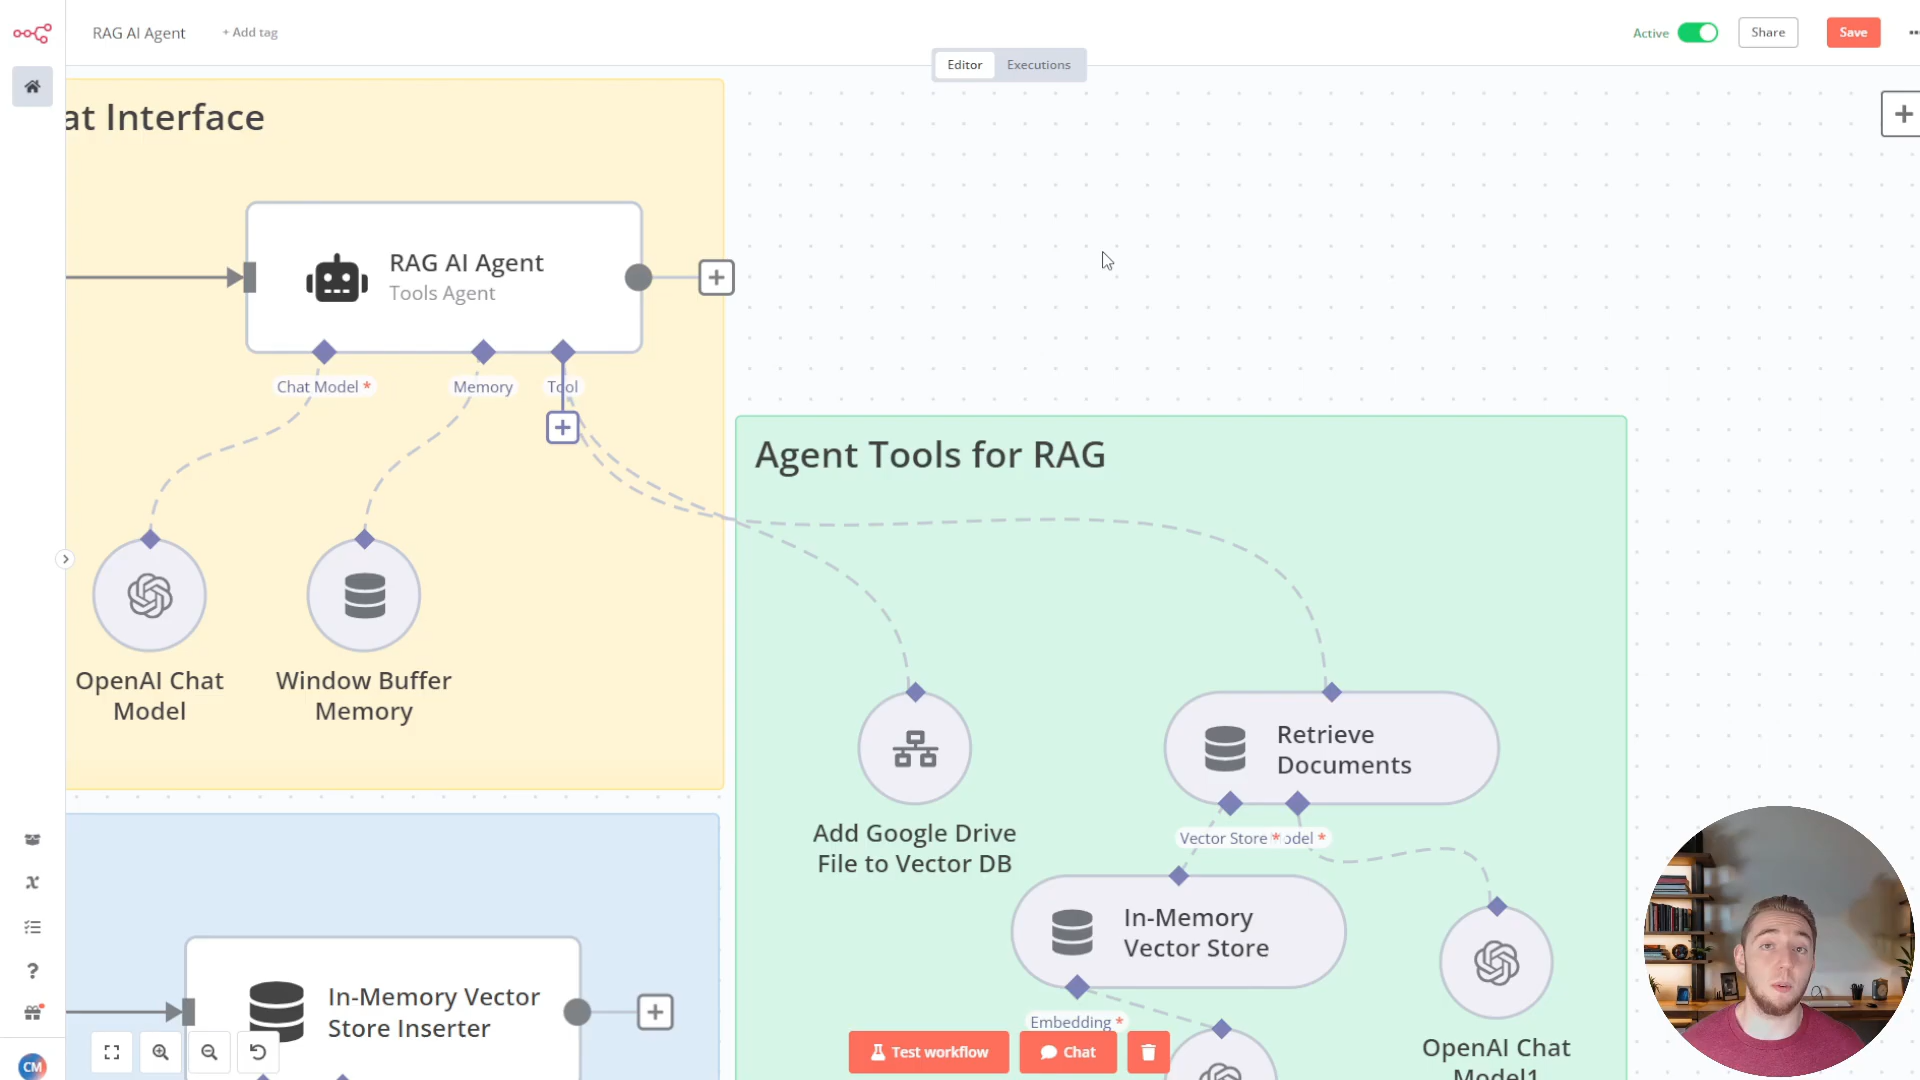 RAG AI Agent
+ Add tag
Active
Share
Save
Editor
Executions
at Interface
RAG AI Agent
Tools Agent
Chat Model *
Memory
Tool
OpenAI Chat
Model
Window Buffer
Memory
Agent Tools for RAG
Retrieve
Documents
Add Google Drive
File to Vector DB
Vector Store *
odel *
In-Memory
Vector Store
Embedding *
OpenAI Chat
Model1
In-Memory Vector
Store Inserter
Test workflow
Chat
CM